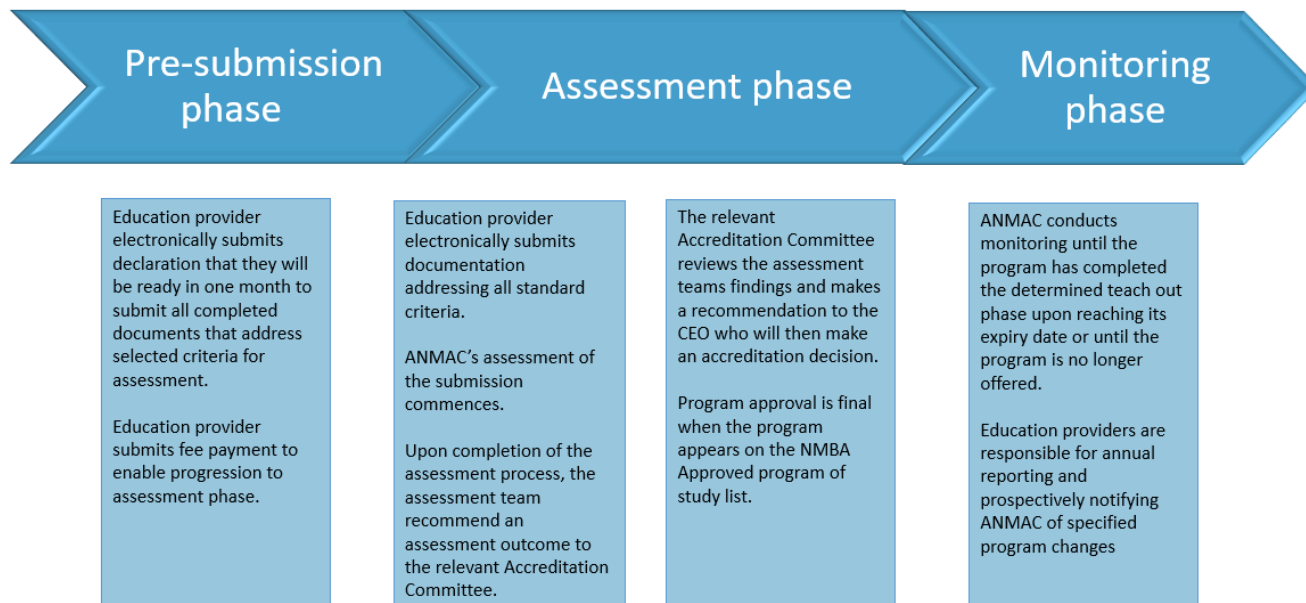 Pre-submission
phase
Assessment phase
Monitoring
phase
Education provider
electronically submits
declaration that they will
be ready in one month to
submit all completed
documents that address
selected criteria for
assessment.
Education provider
submits fee payment to
enable progression to
assessment phase.
Education provider
electronically submits
documentation
addressing all standard
criteria.
ANMAC’s assessment of
the submission
commences.
Upon completion of the
assessment process, the
assessment team
recommend an
assessment outcome to
the relevant Accreditation
Committee.
The relevant
Accreditation Committee
reviews the assessment
teams findings and makes
a recommendation to the
CEO who will then make
an accreditation decision.
Program approval is final
when the program
appears on the NMBA
Approved program of
study list.
ANMAC conducts
monitoring until the
program has completed
the determined teach out
phase upon reaching its
expiry date or until the
program is no longer
offered.
Education providers are
responsible for annual
reporting and
prospectively notifying
ANMAC of specified
program changes